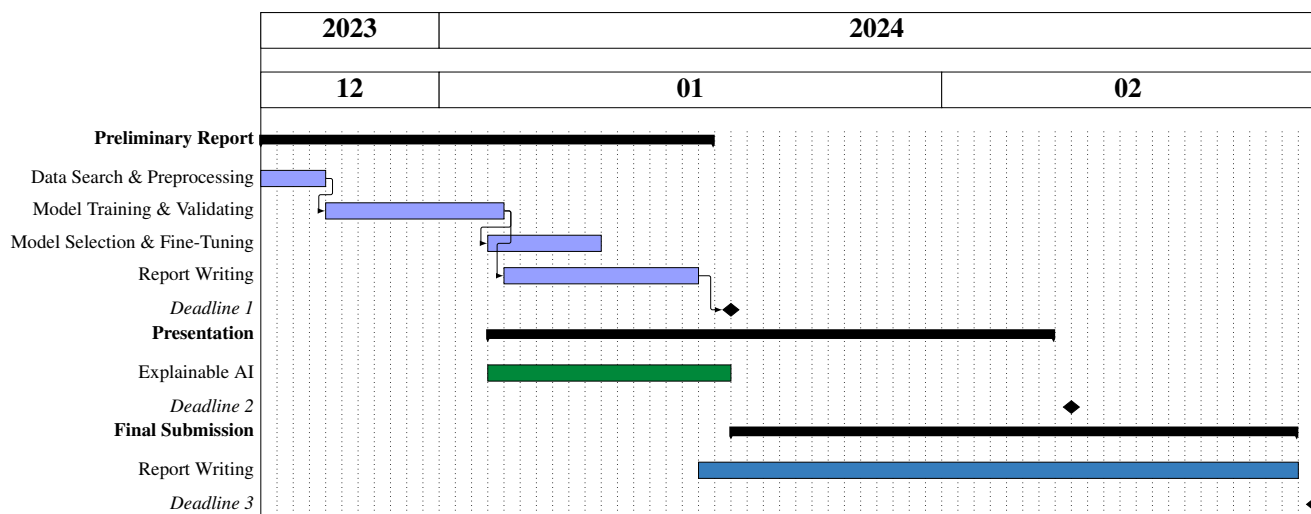 2023 2024
12 01 02
Preliminary Report
Data Search & Preprocessing
Model Training & Validating
Model Selection & Fine-Tuning
Report Writing
Deadline 1
Presentation
Explainable AI
Deadline 2
Final Submission
Report Writing
Deadline 3